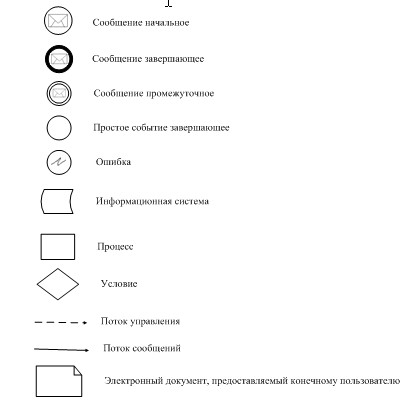 Сообщение начальное
Сообщение завершающее
Сообщение промежуточное
Простое событие завершающее
Ошибка
Информационная система
Процесс
Условие
Поток управления
Поток сообщений
Электронный документ, предоставляемый конечному пользователю